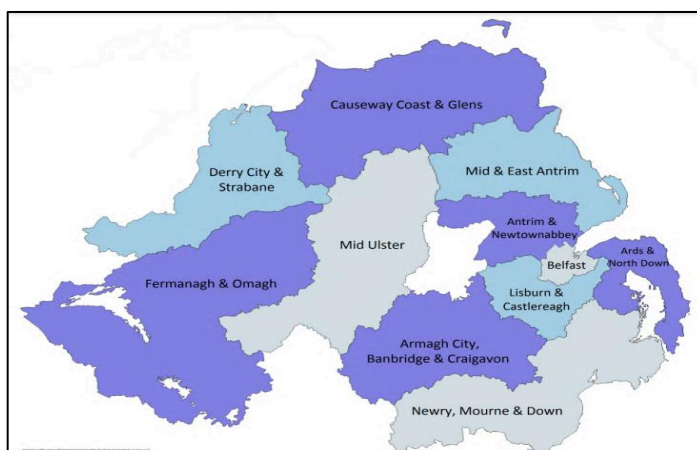 Causeway Coast & Glens
Derry City &
Strabane
Mid & East Antrim
Antrim &
Newtownabbey
Mid Ulster
Ards &
North Down
Belfast
Fermanagh & Omagh
Lisburn &
Castlereagh
Armagh City,
Banbridge & Craigavon
Newry, Mourne & Down